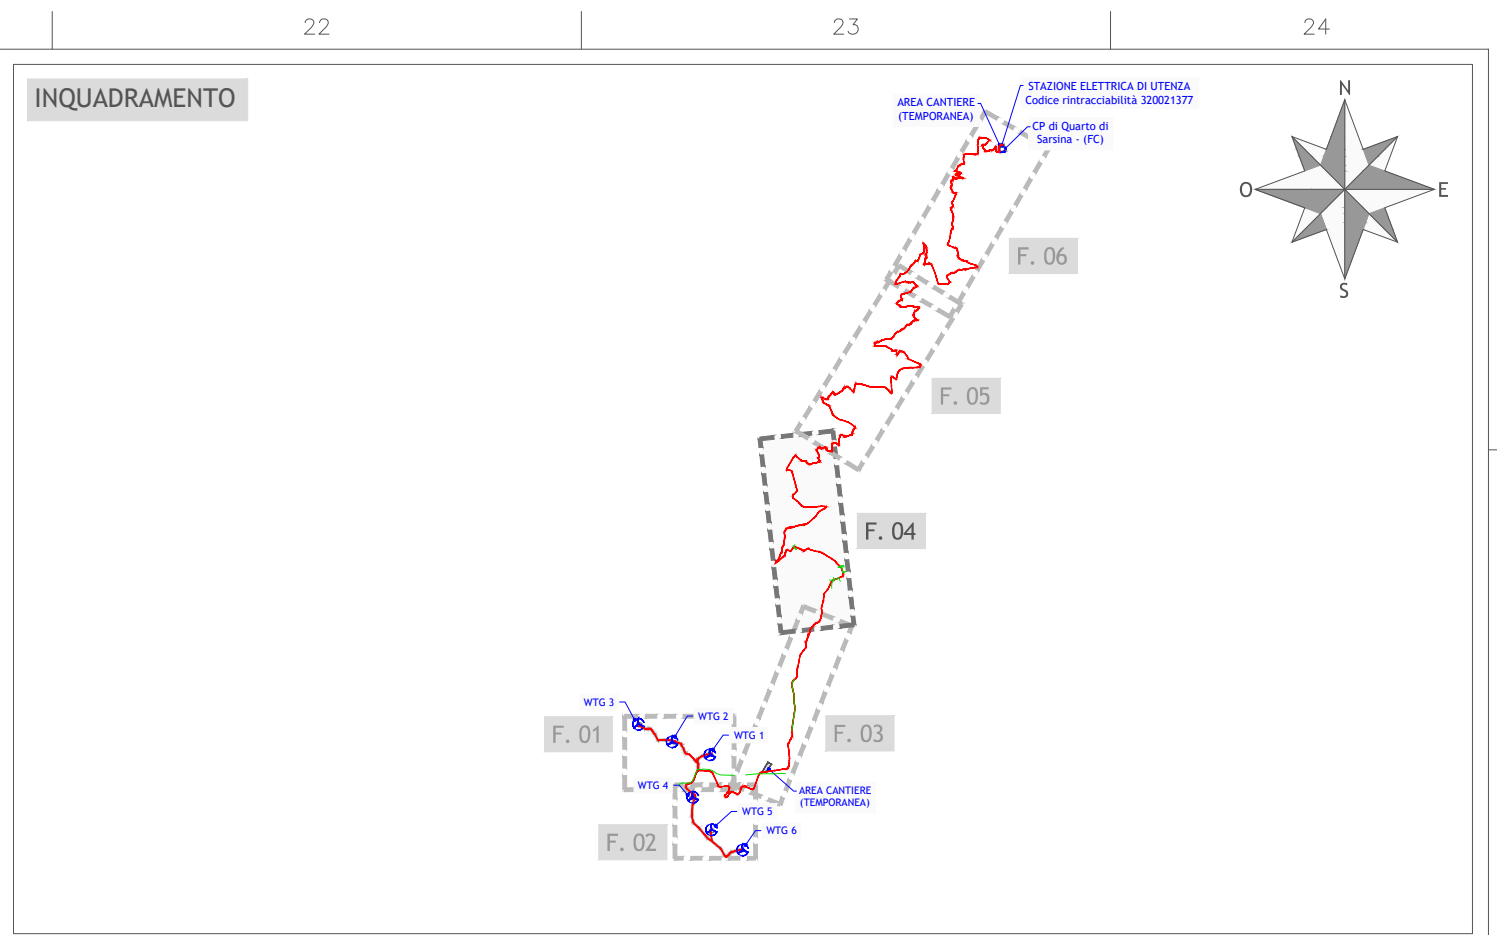 22
23
24
INQUADRAMENTO
STAZIONE ELETTRICA DI UTENZA
Codice rintracciabilità 320021377
AREA CANTIERE
(TEMPORANEA)
CP di Quarto di
Sarsina - (FC)
N
O
E
S
F. 06
F. 05
F. 04
F. 03
WTG 3
WTG 2
WTG 1
F. 01
WTG 4
AREA CANTIERE
(TEMPORANEA)
WTG 5
WTG 6
F. 02